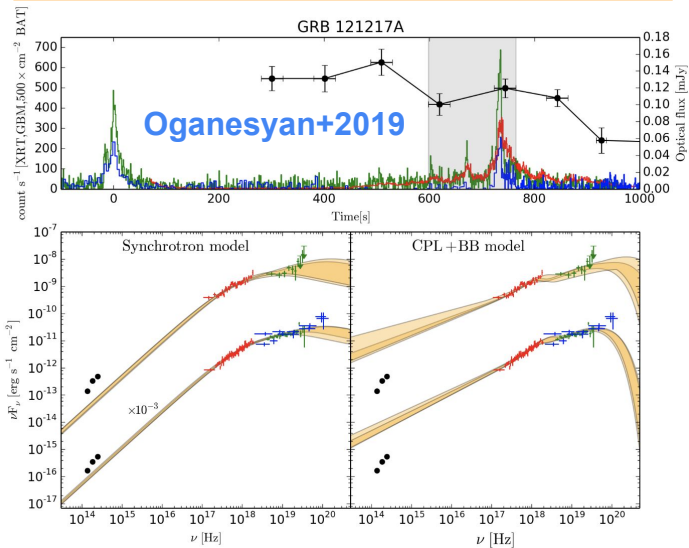 GRB 121217A
count s⁻¹ [XRT,GBM,500× cm⁻² BAT]
700
600
500
400
300
200
100
0
Oganesyan+2019
0.18
0.16
0.14
0.12
0.10
0.08
0.06
0.04
0.02
0.00
Optical flux [mJy]
0 200 400 600 800 1000
Time[s]
Synchrotron model
CPL+BB model
νFν [erg s⁻¹ cm⁻²]
10⁻⁷
10⁻⁸
10⁻⁹
10⁻¹⁰
10⁻¹¹
10⁻¹²
10⁻¹³
10⁻¹⁴
10⁻¹⁵
10⁻¹⁶
10⁻¹⁷
×10⁻³
10¹⁴ 10¹⁵ 10¹⁶ 10¹⁷ 10¹⁸ 10¹⁹ 10²⁰
10¹⁴ 10¹⁵ 10¹⁶ 10¹⁷ 10¹⁸ 10¹⁹ 10²⁰
ν [Hz]
ν [Hz]